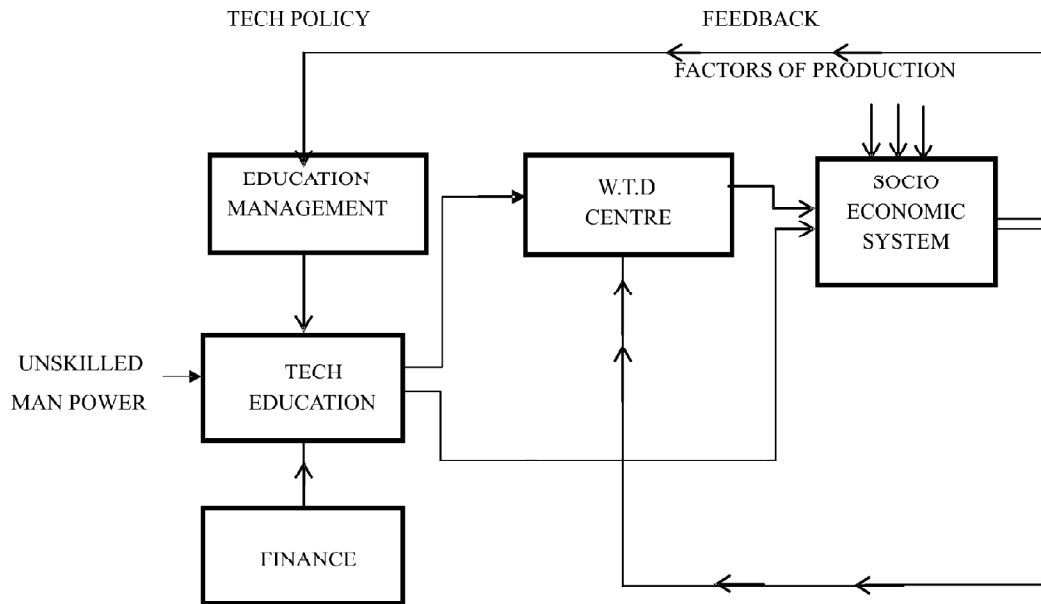 TECH POLICY
FEEDBACK
FACTORS OF PRODUCTION
EDUCATION
MANAGEMENT
W.T.D
CENTRE
SOCIO
ECONOMIC
SYSTEM
UNSKILLED
MAN POWER
TECH
EDUCATION
FINANCE